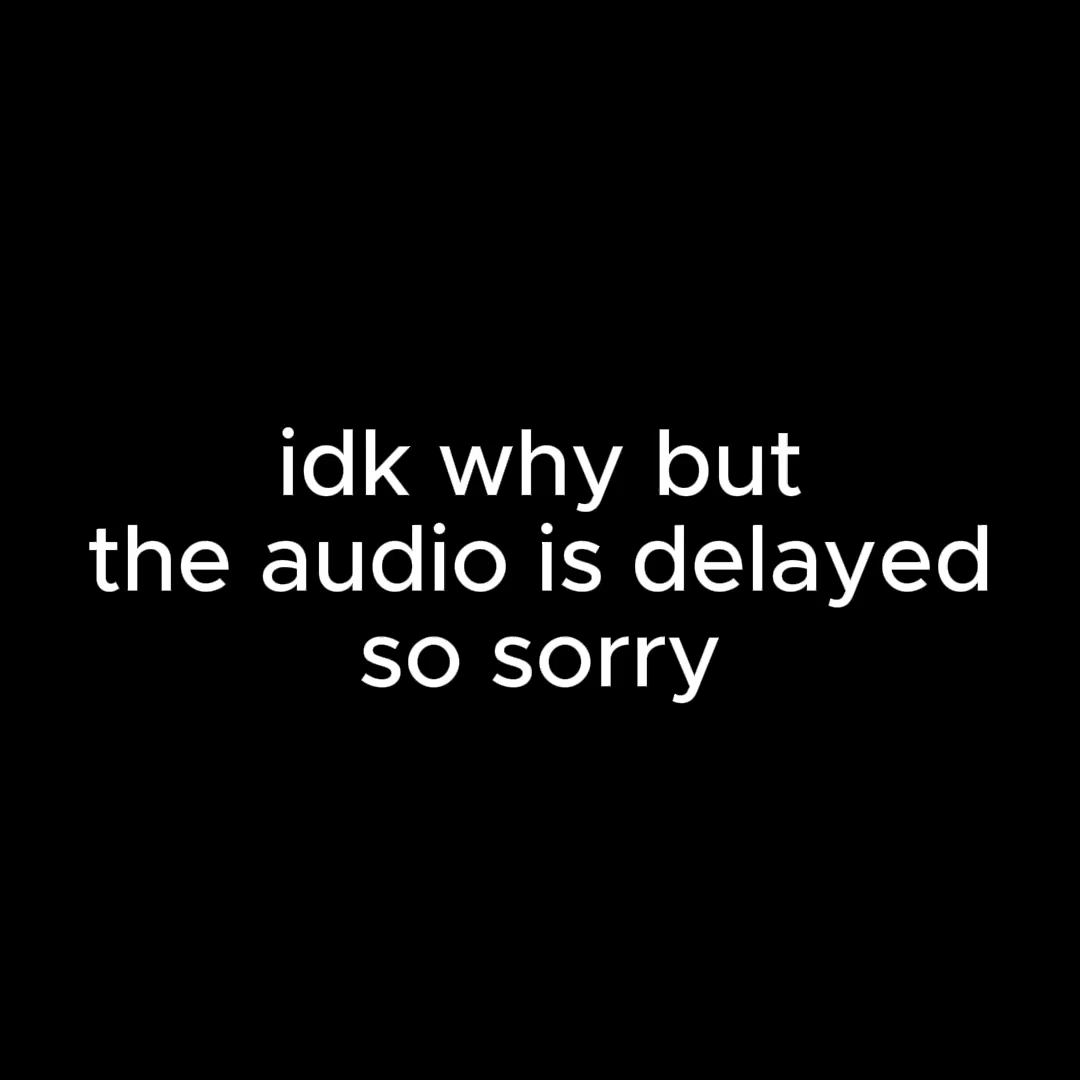 idk why but
the audio is delayed
so sorry